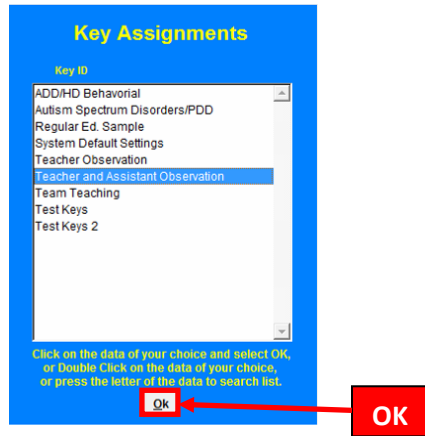 Key Assignments
Key ID
ADD/HD Behavorial
Autism Spectrum Disorders/PDD
Regular Ed. Sample
System Default Settings
Teacher Observation
Teacher and Assistant Observation
Team Teaching
Test Keys
Test Keys 2
Click on the data of your choice and select OK,
or Double Click on the data of your choice,
or press the letter of the data to search list.
Ok
OK